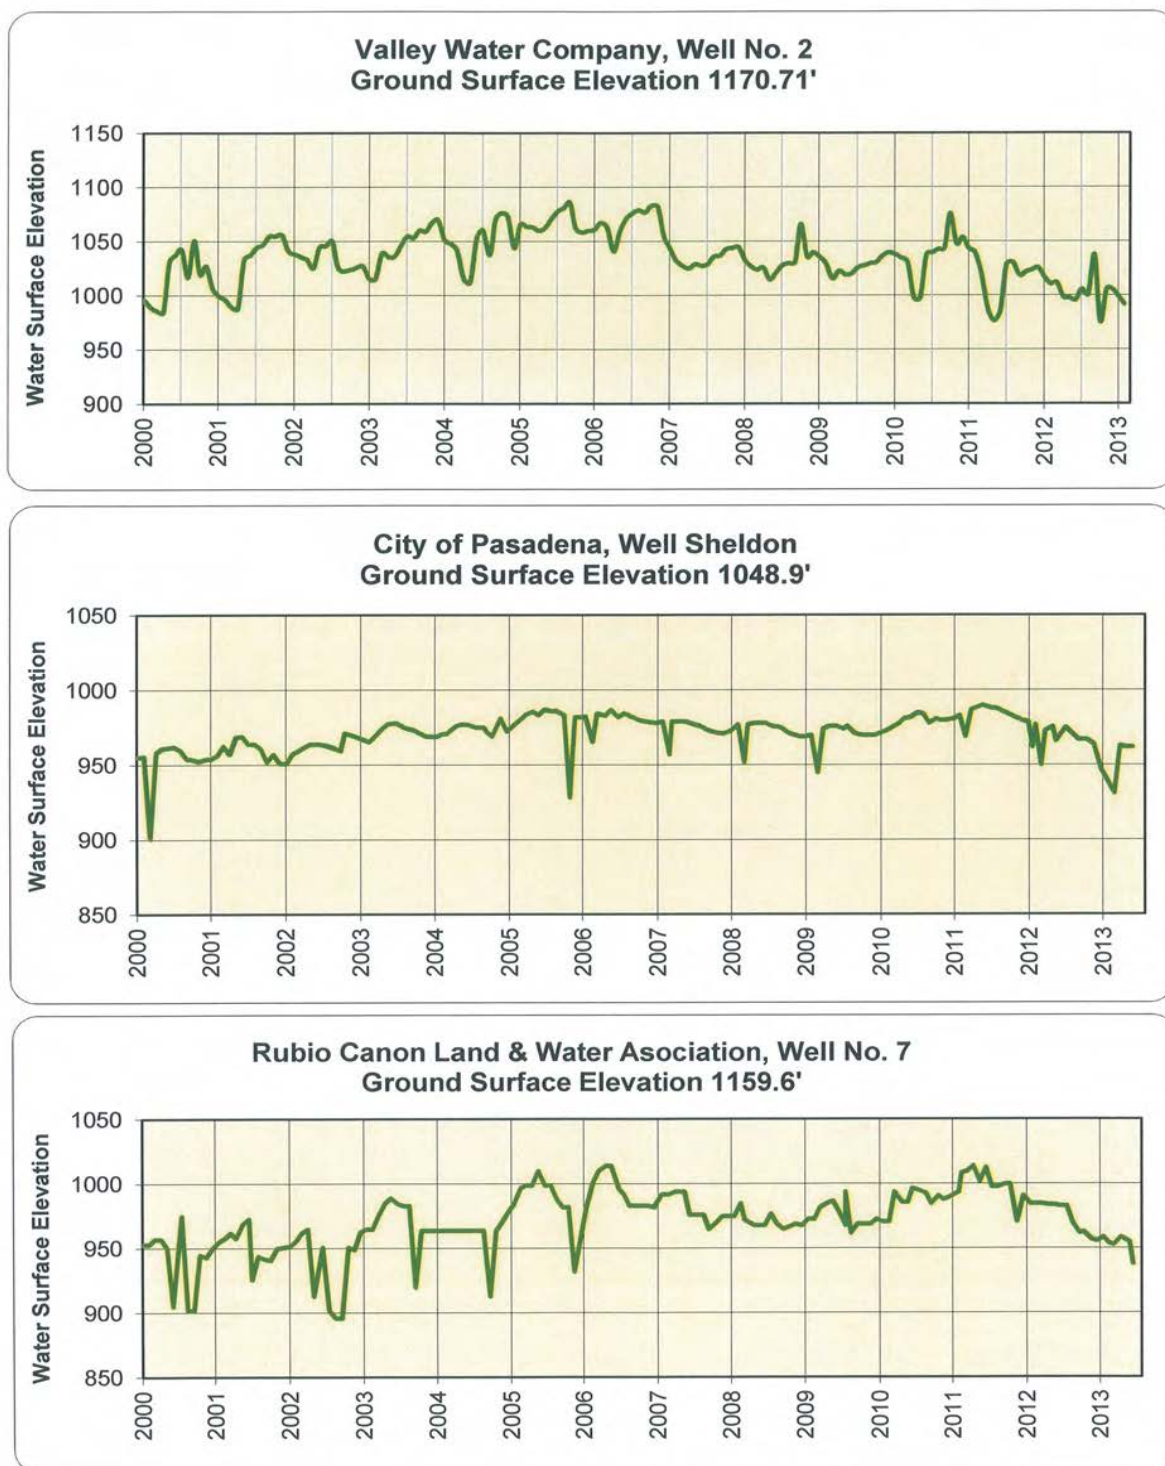 Valley Water Company, Well No. 2
Ground Surface Elevation 1170.71'
Water Surface Elevation
1150
1100
1050
1000
950
900
2000 2001 2002 2003 2004 2005 2006 2007 2008 2009 2010 2011 2012 2013
City of Pasadena, Well Sheldon
Ground Surface Elevation 1048.9'
Water Surface Elevation
1050
1000
950
900
850
2000 2001 2002 2003 2004 2005 2006 2007 2008 2009 2010 2011 2012 2013
Rubio Canon Land & Water Asociation, Well No. 7
Ground Surface Elevation 1159.6'
Water Surface Elevation
1050
1000
950
900
850
2000 2001 2002 2003 2004 2005 2006 2007 2008 2009 2010 2011 2012 2013